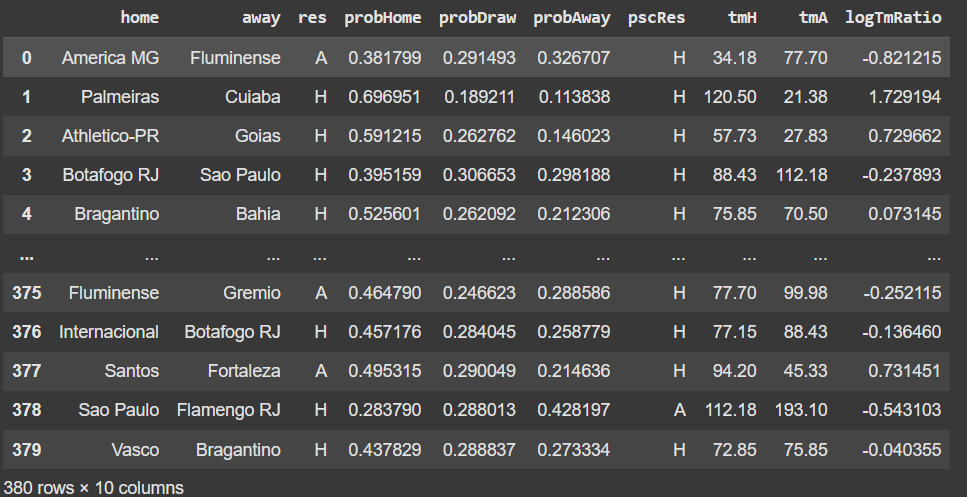 home away res probHome probDraw probAway pscRes tmH tmA logTmRatio
0 America MG Fluminense A 0.381799 0.291493 0.326707 H 34.18 77.70 -0.821215
1 Palmeiras Cuiaba H 0.696951 0.189211 0.113838 H 120.50 21.38 1.729194
2 Athletico-PR Goias H 0.591215 0.262762 0.146023 H 57.73 27.83 0.729662
3 Botafogo RJ Sao Paulo H 0.395159 0.306653 0.298188 H 88.43 112.18 -0.237893
4 Bragantino Bahia H 0.525601 0.262092 0.212306 H 75.85 70.50 0.073145
... ... ... ... ... ... ... ... ... ... ...
375 Fluminense Gremio A 0.464790 0.246623 0.288586 H 77.70 99.98 -0.252115
376 Internacional Botafogo RJ H 0.457176 0.284045 0.258779 H 77.15 88.43 -0.136460
377 Santos Fortaleza A 0.495315 0.290049 0.214636 H 94.20 45.33 0.731451
378 Sao Paulo Flamengo RJ H 0.283790 0.288013 0.428197 A 112.18 193.10 -0.543103
379 Vasco Bragantino H 0.437829 0.288837 0.273334 H 72.85 75.85 -0.040355
380 rows × 10 columns